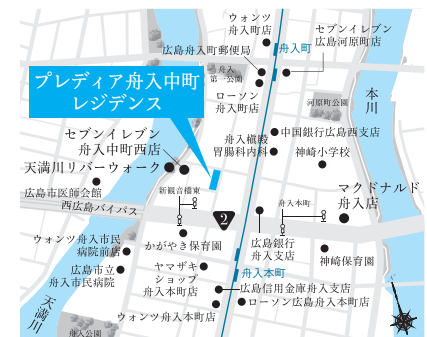 ウォンツ
舟入町店
セブンイレブン
広島河原町店
広島舟入町郵便局
舟入町
舟入
第一
公園
プレディア舟入中町
レジデンス
ローソン
舟入町店
河原町公園
本川
セブンイレブン
舟入中町西店
舟入槇殿
胃腸科内科
中国銀行広島西支店
神崎小学校
天満川リバーウォーク
広島市医師会館
新観音橋東
舟入本町
マクドナルド
舟入店
西広島バイパス
2
ウォンツ舟入市民
病院前店
かがやき保育園
広島
銀行
舟入支店
神崎保育園
広島市立
舟入市民病院
ヤマザキ
ショップ
舟入本町店
舟入本町
広島信用金庫舟入支店
ローソン広島舟入本町店
ウォンツ舟入本町店
天満川
舟入公園